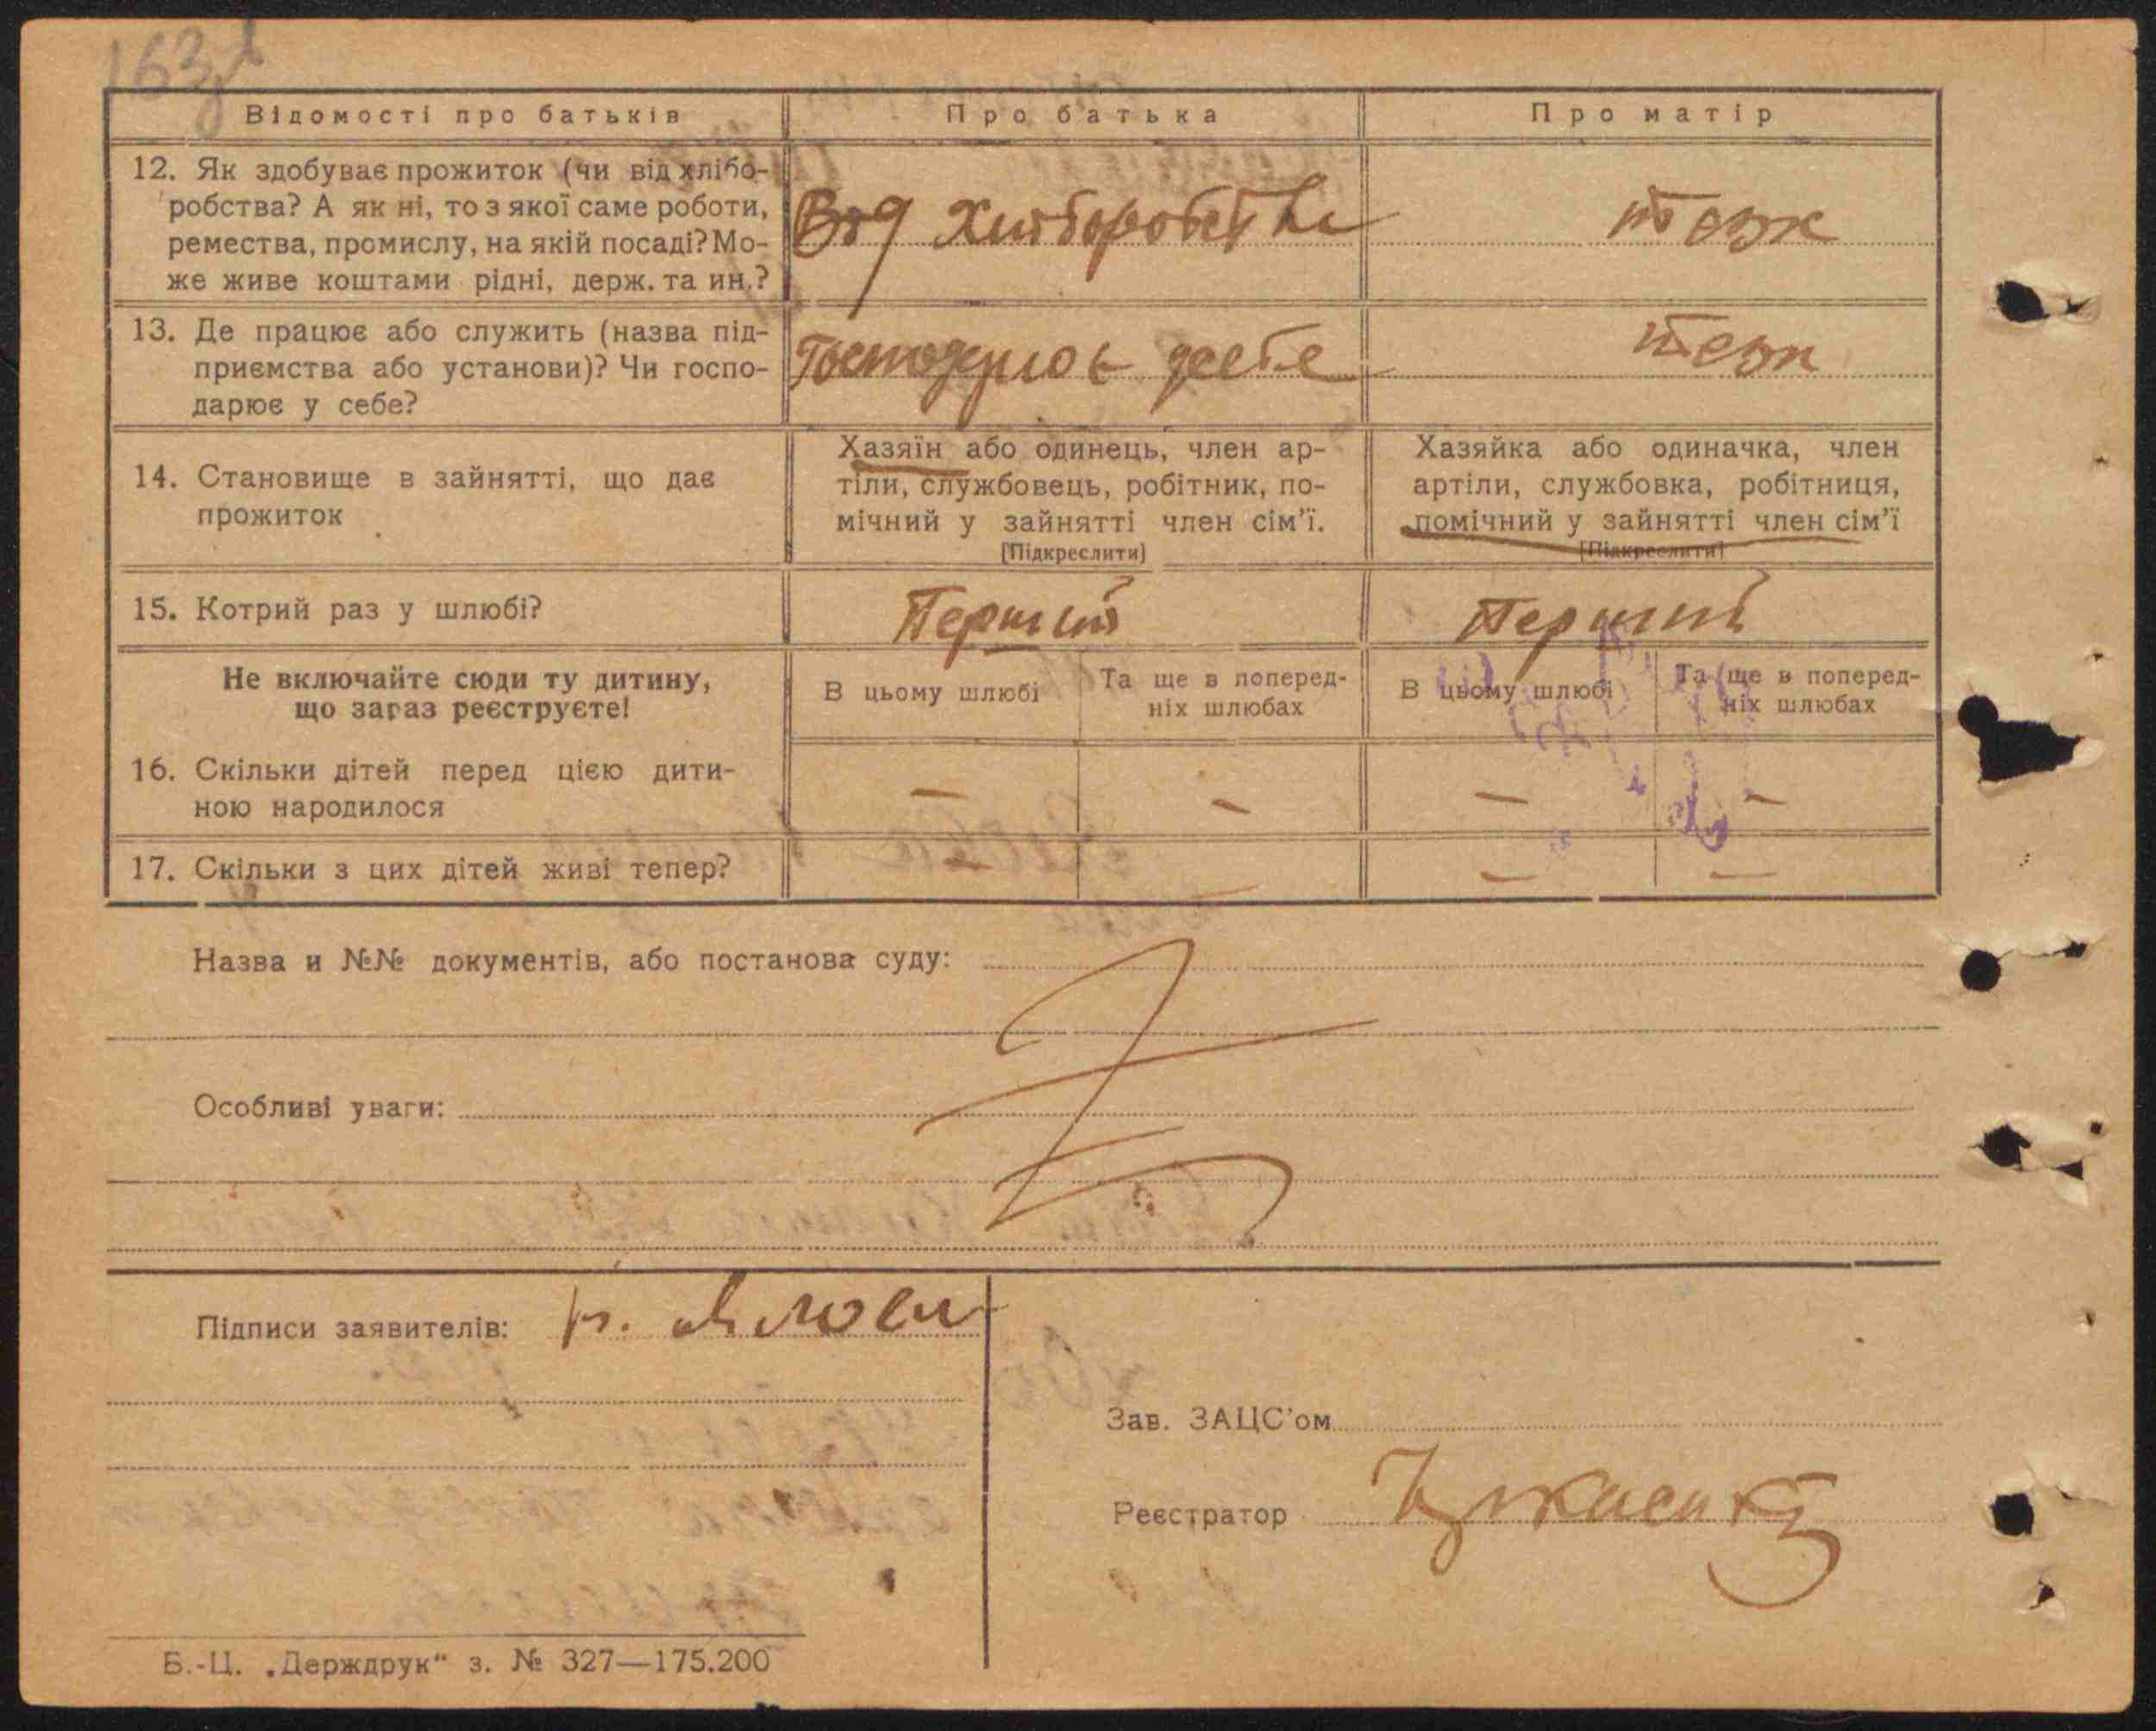 163
Відомості про батьків
Про батька
Про матір
12. Як здобуває прожиток (чи від хлібо-
робства? А як ні, то з якої саме роботи,
ремества, промислу, на якій посаді? Мо-
же живе коштами рідні, держ. та ин.?
Від Хліборобства
теж
13. Де працює або служить (назва під-
приємства або установи)? Чи госпо-
дарює у себе?
теж
14. Становище в зайнятті, що дає
прожиток
Хазяїн або одинець, член ар-
тіли, службовець, робітник, по-
мічний у зайнятті член сім'ї.
[Підкреслити]
Хазяйка або одиначка, член
артіли, службовка, робітниця,
помічний у зайнятті член сім'ї
[Підкреслити]
15. Котрий раз у шлюбі?
Перший
Перший
Не включайте сюди ту дитину,
що загаз реєструєте!
В цьому шлюбі
Та ще в поперед-
ніх шлюбах
В цьому шлюбі
Та ще в поперед-
ніх шлюбах
16. Скільки дітей перед цією дити-
ною народилося
— — — —
17. Скільки з цих дітей живі тепер?
— — — —
Назва и №№ документів, або постанова суду:
Особливі уваги:
Підписи заявителів:
Зав. ЗАЦС'ом
Реєстратор
Б.-Ц. „Держдрук“ з. № 327—175.200